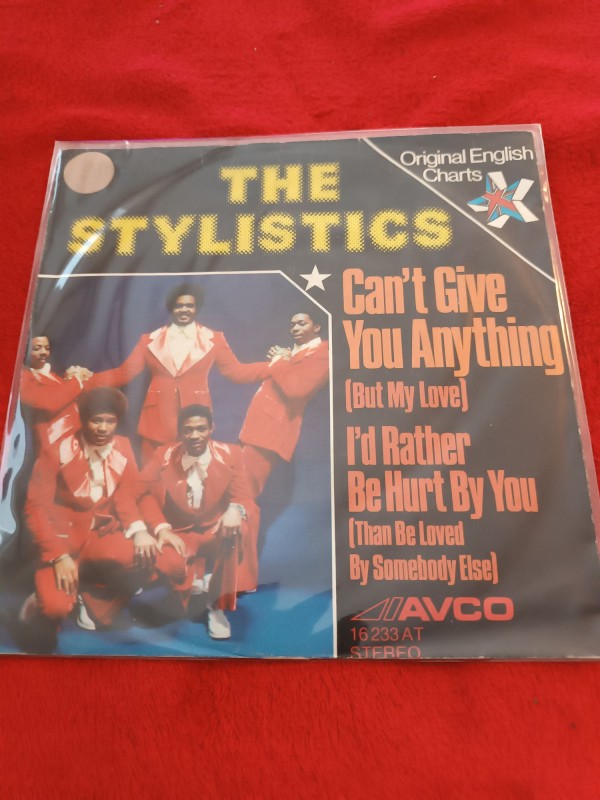 Original English
Charts
THE
STYLISTICS
Can't Give
You Anything
(But My Love)
I'd Rather
Be Hurt By You
(Than Be Loved
By Somebody Else)
AVCO
16 233 AT
STEREO